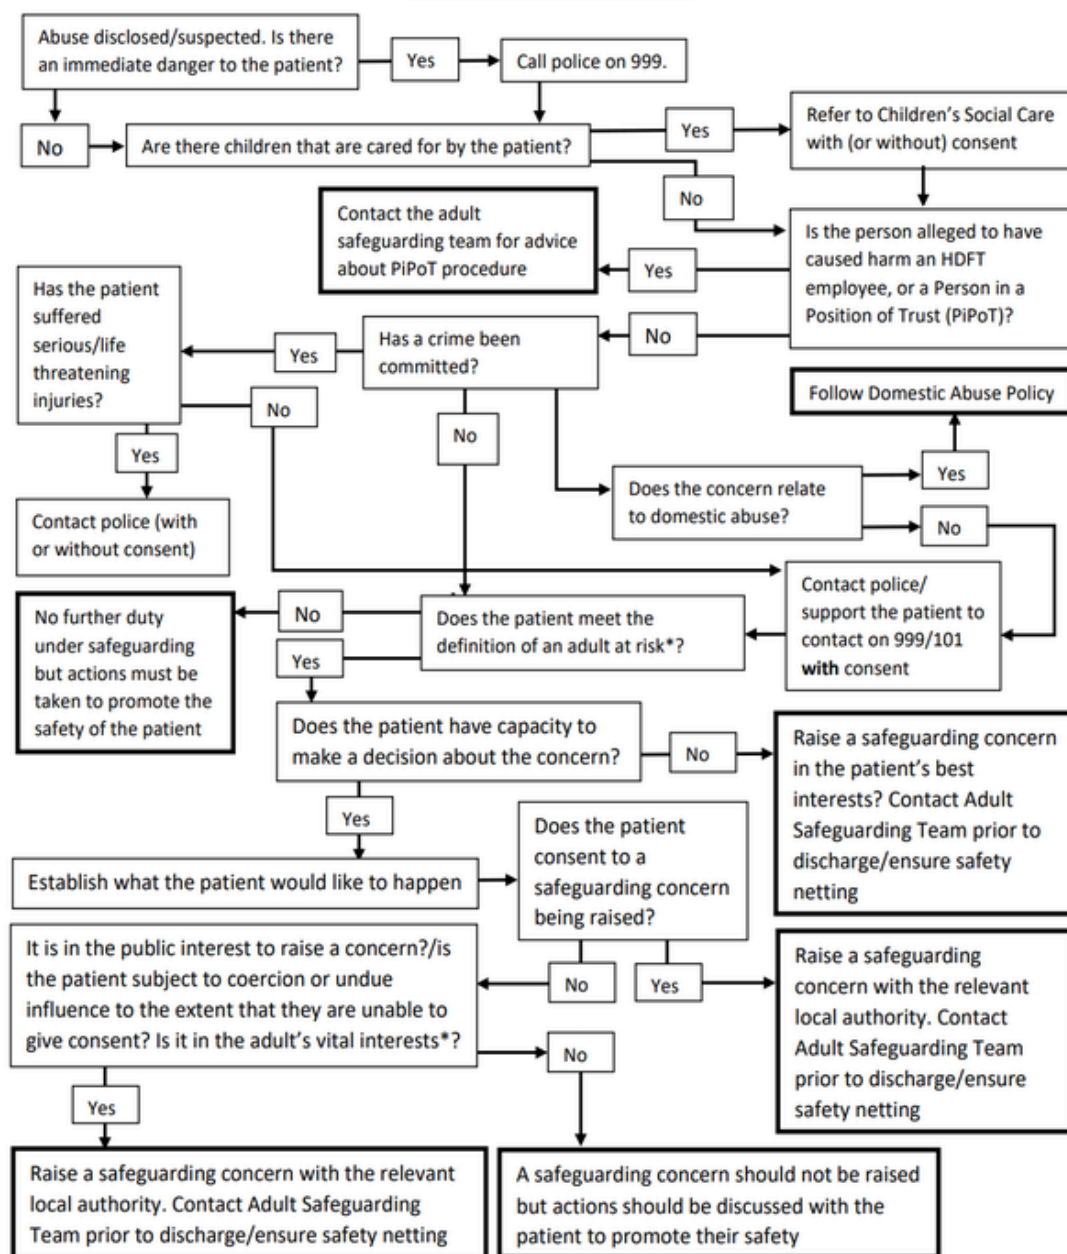 Abuse disclosed/suspected. Is there
an immediate danger to the patient?
Yes
Call police on 999.
No
Are there children that are cared for by the patient?
Yes
Refer to Children's Social Care
with (or without) consent
No
Contact the adult
safeguarding team for advice
about PiPoT procedure
Yes
Is the person alleged to have
caused harm an HDFT
employee, or a Person in a
Position of Trust (PiPoT)?
No
Has the patient
suffered
serious/life
threatening
injuries?
Yes
Has a crime been
committed?
No
No
Follow Domestic Abuse Policy
Yes
Contact police (with
or without consent)
Does the concern relate
to domestic abuse?
Yes
No
Contact police/
support the patient to
contact on 999/101
with consent
No further duty
under safeguarding
but actions must be
taken to promote the
safety of the patient
No
Yes
Does the patient meet the
definition of an adult at risk*?
Does the patient have capacity to
make a decision about the concern?
No
Raise a safeguarding concern
in the patient's best
interests? Contact Adult
Safeguarding Team prior to
discharge/ensure safety
netting
Yes
Establish what the patient would like to happen
Does the patient
consent to a
safeguarding concern
being raised?
It is in the public interest to raise a concern?/is
the patient subject to coercion or undue
influence to the extent that they are unable to
give consent? Is it in the adult's vital interests*?
No
Yes
Raise a safeguarding
concern with the relevant
local authority. Contact
Adult Safeguarding Team
prior to discharge/ensure
safety netting
No
Yes
Raise a safeguarding concern with the relevant
local authority. Contact Adult Safeguarding
Team prior to discharge/ensure safety netting
A safeguarding concern should not be raised
but actions should be discussed with the
patient to promote their safety